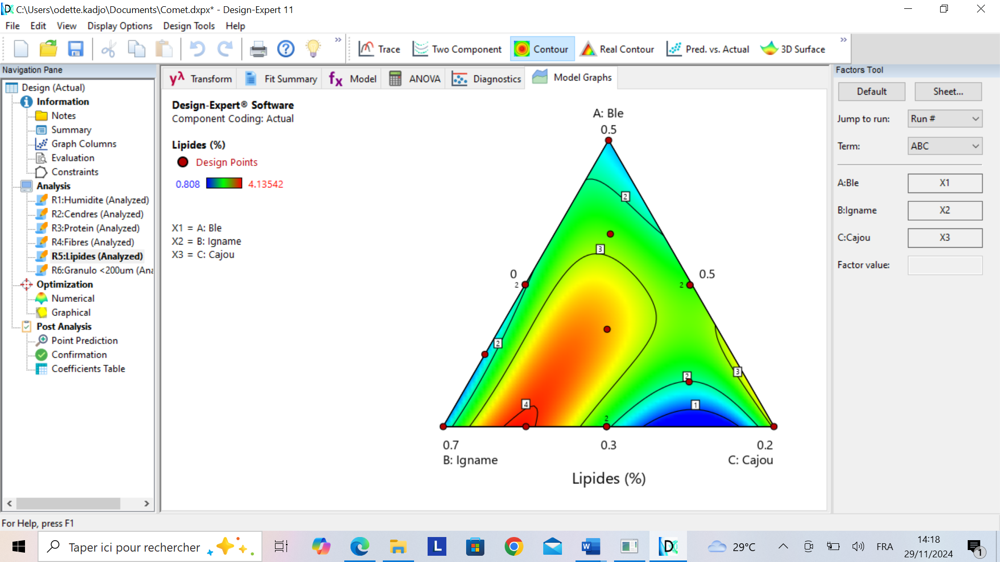 C:\Users\odette.kadjo\Documents\Comet.dxpx* - Design-Expert 11
File Edit View Display Options Design Tools Help
Trace Two Component Contour Real Contour Pred. vs. Actual 3D Surface
Navigation Pane
Design (Actual)
Information
Notes
Summary
Graph Columns
Evaluation
Constraints
Analysis
R1:Humidite (Analyzed)
R2:Cendres (Analyzed)
R3:Protein (Analyzed)
R4:Fibres (Analyzed)
R5:Lipides (Analyzed)
R6:Granulo <200um (Ana
Optimization
Numerical
Graphical
Post Analysis
Point Prediction
Confirmation
Coefficients Table
yλ Transform Fit Summary fx Model ANOVA Diagnostics Model Graphs
Design-Expert® Software
Component Coding: Actual
Lipides (%)
Design Points
0.808 4.13542
X1 = A: Ble
X2 = B: Igname
X3 = C: Cajou
A: Ble
0.5
2
3
0 0.5
2 2
2
3
2
4 1
2
0.7 0.3 0.2
B: Igname C: Cajou
Lipides (%)
Factors Tool
Default Sheet...
Jump to run: Run #
Term: ABC
A:Ble X1
B:Igname X2
C:Cajou X3
Factor value:
For Help, press F1
Taper ici pour rechercher
L
W
29°C
FRA
14:18
29/11/2024
1